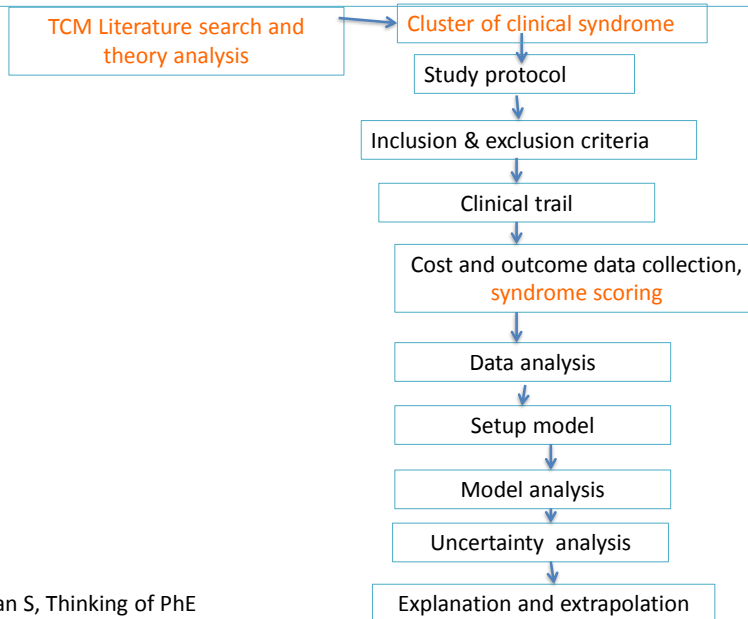 TCM Literature search and
theory analysis
Cluster of clinical syndrome
Study protocol
Inclusion & exclusion criteria
Clinical trail
Cost and outcome data collection,
syndrome scoring
Data analysis
Setup model
Model analysis
Uncertainty analysis
Explanation and extrapolation
S, Thinking of PhE